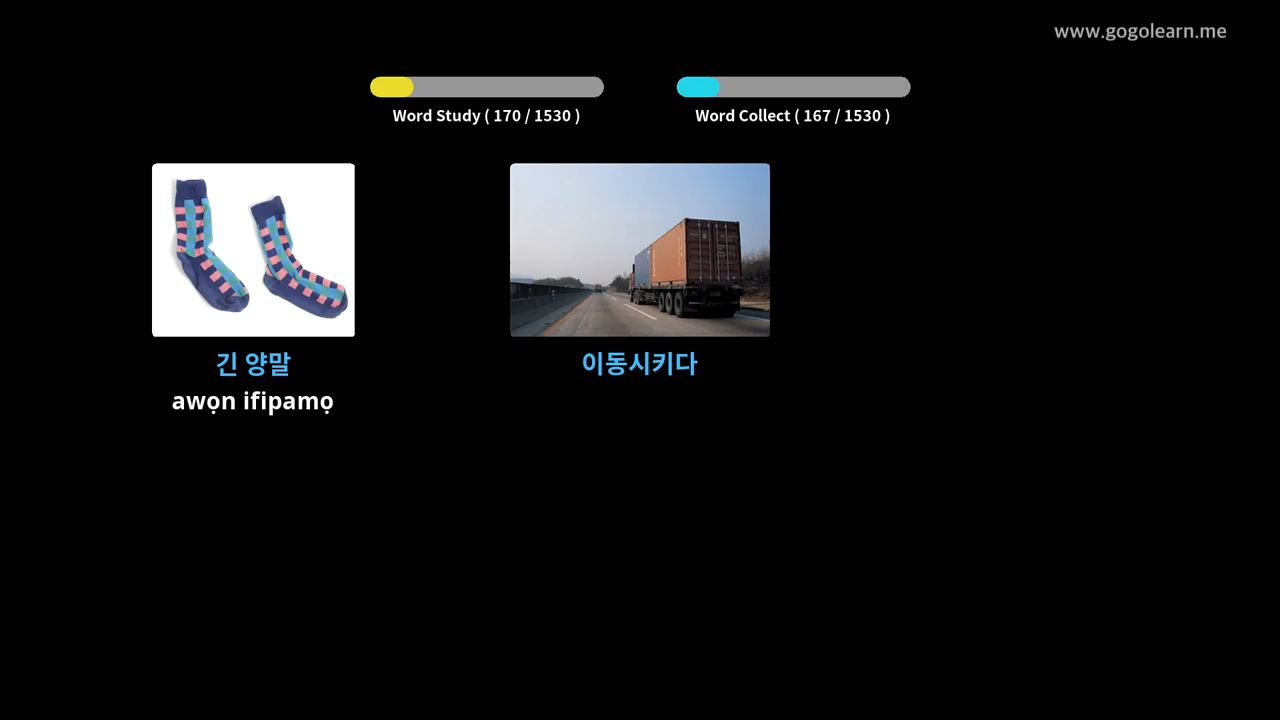 www.gogolearn.me
Word Study ( 170 / 1530 )
Word Collect ( 167 / 1530 )
긴 양말
awọn ifipamọ
이동시키다